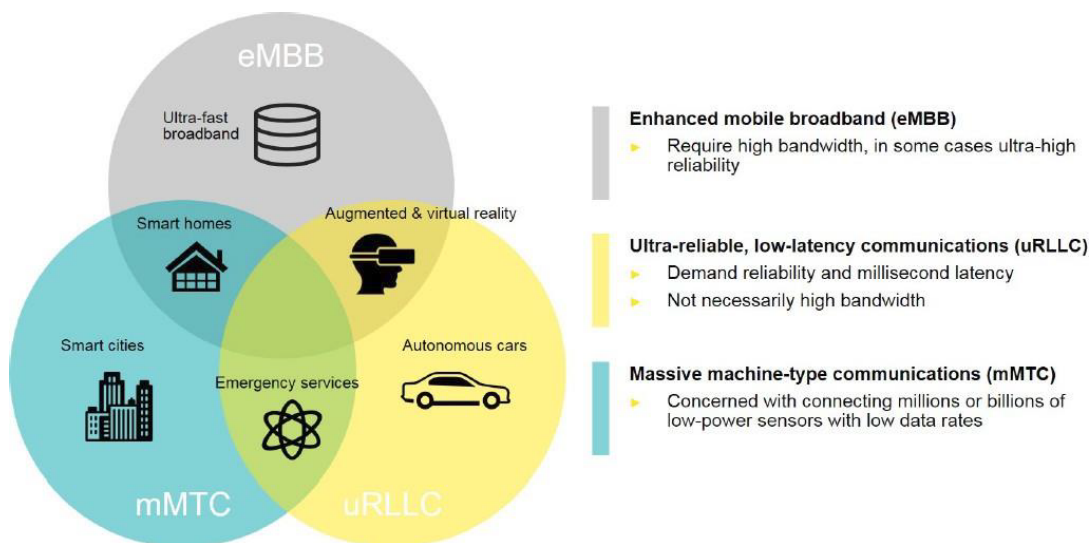 eMBB
Ultra-fast
broadband
Smart homes
Augmented & virtual reality
Smart cities
Autonomous cars
Emergency services
mMTC
uRLLC
Enhanced mobile broadband (eMBB)
► Require high bandwidth, in some cases ultra-high
reliability
Ultra-reliable, low-latency communications (uRLLC)
► Demand reliability and millisecond latency
► Not necessarily high bandwidth
Massive machine-type communications (mMTC)
► Concerned with connecting millions or billions of
low-power sensors with low data rates